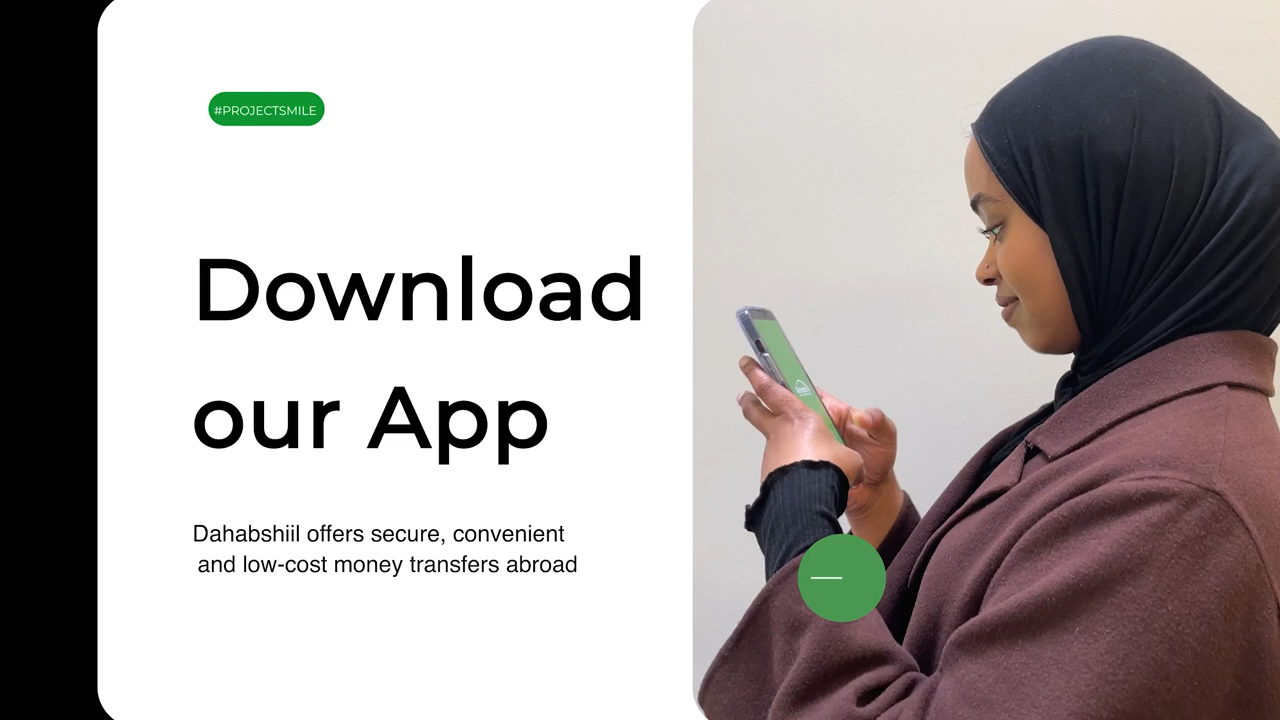 #PROJECTSMILE
Download
our App
Dahabshiil offers secure, convenient
and low-cost money transfers abroad